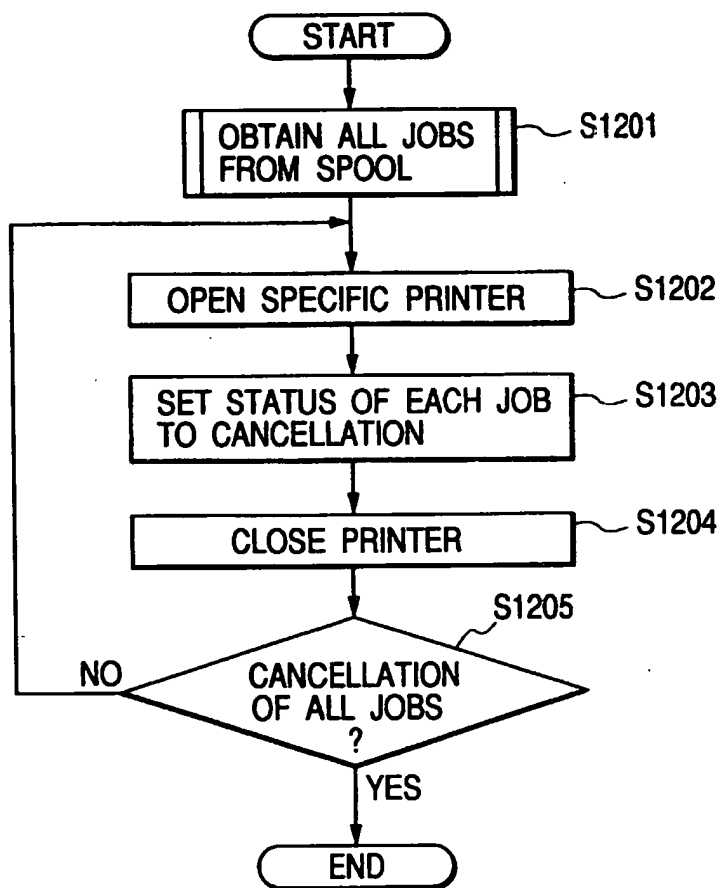 START
OBTAIN ALL JOBS
FROM SPOOL
S1201
OPEN SPECIFIC PRINTER
S1202
SET STATUS OF EACH JOB
TO CANCELLATION
S1203
CLOSE PRINTER
S1204
S1205
CANCELLATION
OF ALL JOBS
?
NO
YES
END